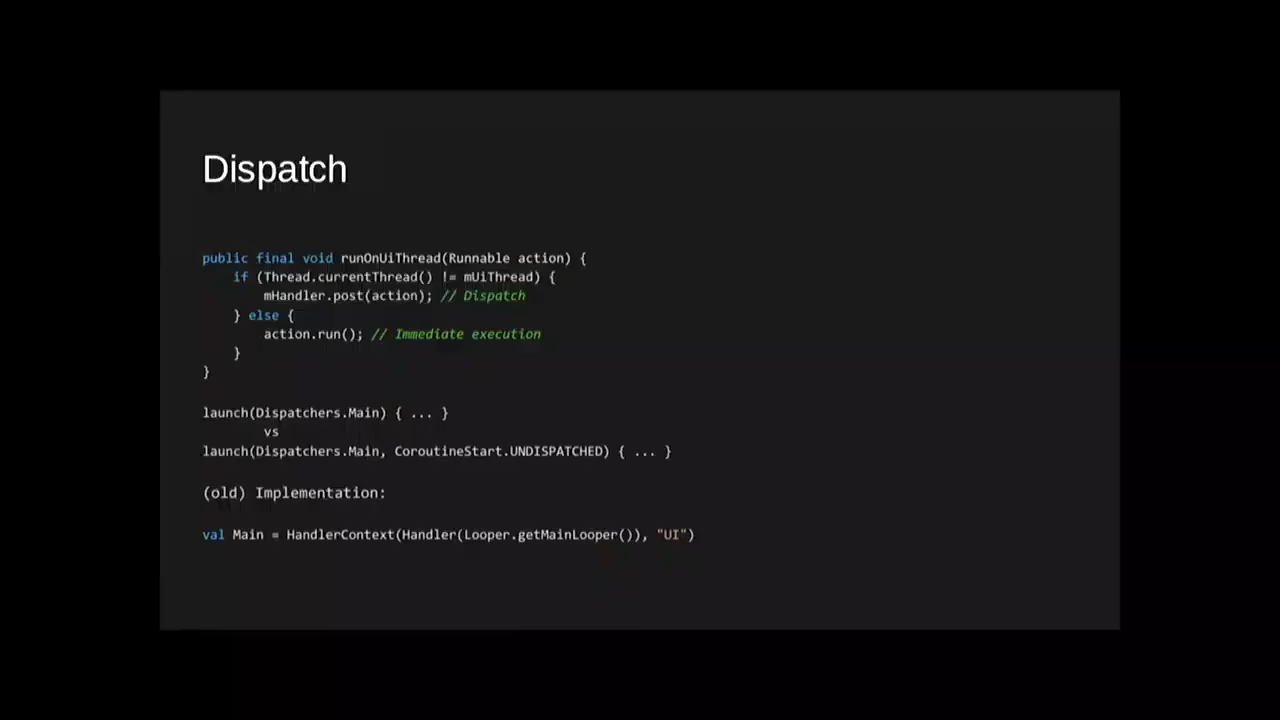 Dispatch
public final void runOnUiThread(Runnable action) {
    if (Thread.currentThread() != mUiThread) {
        mHandler.post(action); // Dispatch
    } else {
        action.run(); // Immediate execution
    }
}
launch(Dispatchers.Main) { ... }
        vs
launch(Dispatchers.Main, CoroutineStart.UNDISPATCHED) { ... }
(old) Implementation:
val Main = HandlerContext(Handler(Looper.getMainLooper()), "UI")